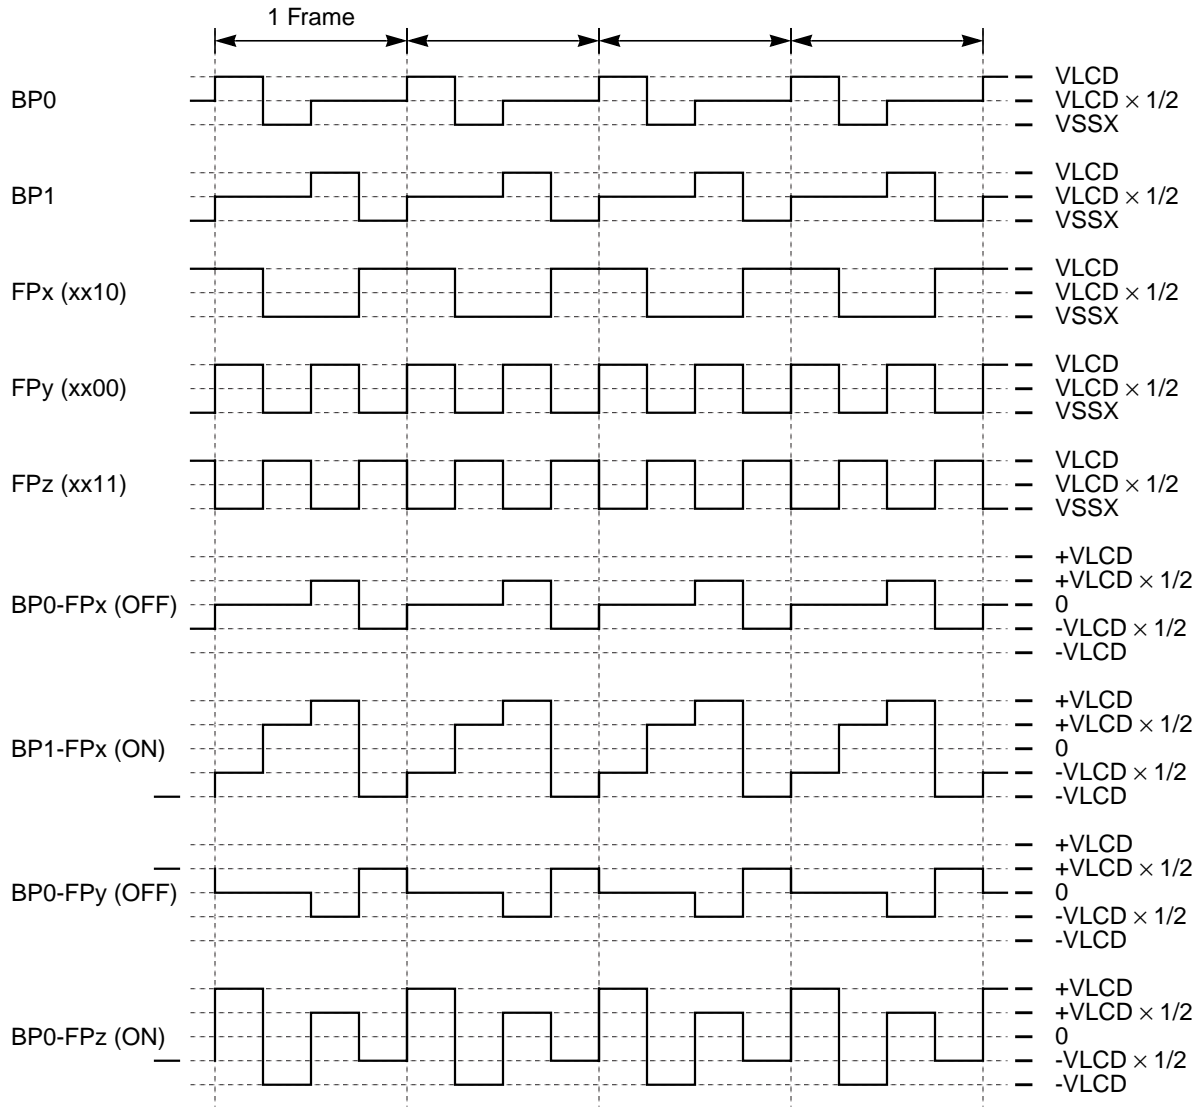 1 Frame
BP0
VLCD
VLCD × 1/2
VSSX
BP1
VLCD
VLCD × 1/2
VSSX
FPx (xx10)
VLCD
VLCD × 1/2
VSSX
FPy (xx00)
VLCD
VLCD × 1/2
VSSX
FPz (xx11)
VLCD
VLCD × 1/2
VSSX
BP0-FPx (OFF)
+VLCD
+VLCD × 1/2
0
-VLCD × 1/2
-VLCD
BP1-FPx (ON)
+VLCD
+VLCD × 1/2
0
-VLCD × 1/2
-VLCD
BP0-FPy (OFF)
+VLCD
+VLCD × 1/2
0
-VLCD × 1/2
-VLCD
BP0-FPz (ON)
+VLCD
+VLCD × 1/2
0
-VLCD × 1/2
-VLCD